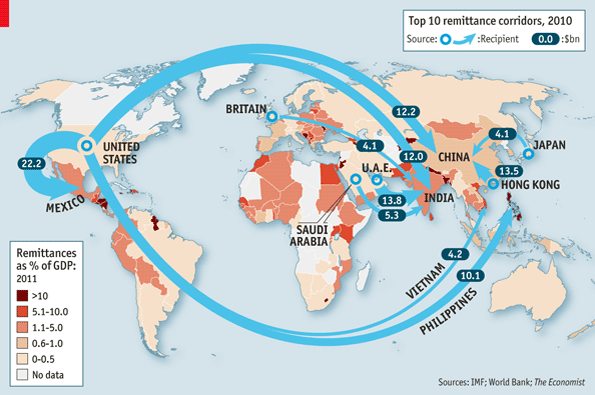 Top 10 remittance corridors, 2010
Source: :Recipient 0.0 :$bn
BRITAIN
12.2
4.1
4.1
JAPAN
UNITED
STATES
22.2
12.0
CHINA
13.5
HONG KONG
U.A.E.
INDIA
MEXICO
13.8
5.3
SAUDI
ARABIA
VIETNAM
4.2
10.1
PHILIPPINES
Remittances
as % of GDP:
2011
>10
5.1-10.0
1.1-5.0
0.6-1.0
0-0.5
No data
Sources: IMF; World Bank; The Economist